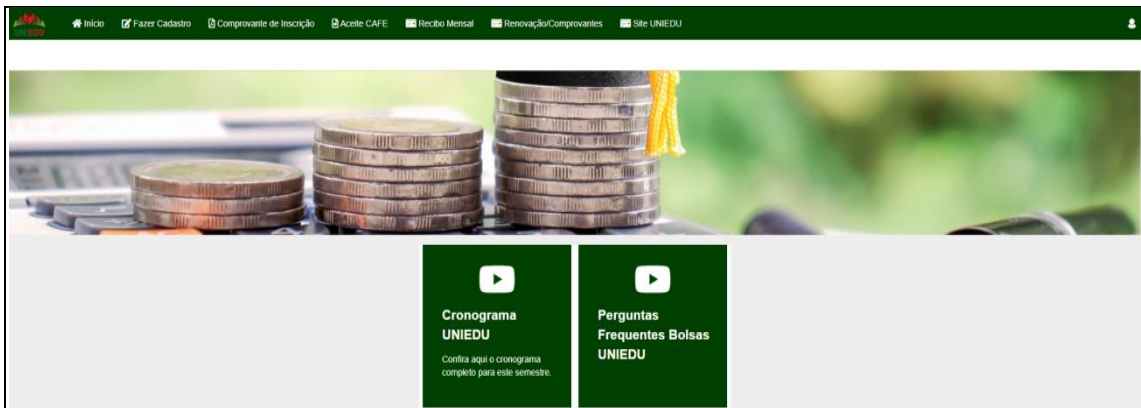 UNIEDU Início Fazer Cadastro Comprovante de Inscrição Aceite CAFE Recibo Mensal Renovação/Comprovantes Site UNIEDU
Cronograma
UNIEDU
Confira aqui o cronograma
completo para este semestre.
Perguntas
Frequentes Bolsas
UNIEDU